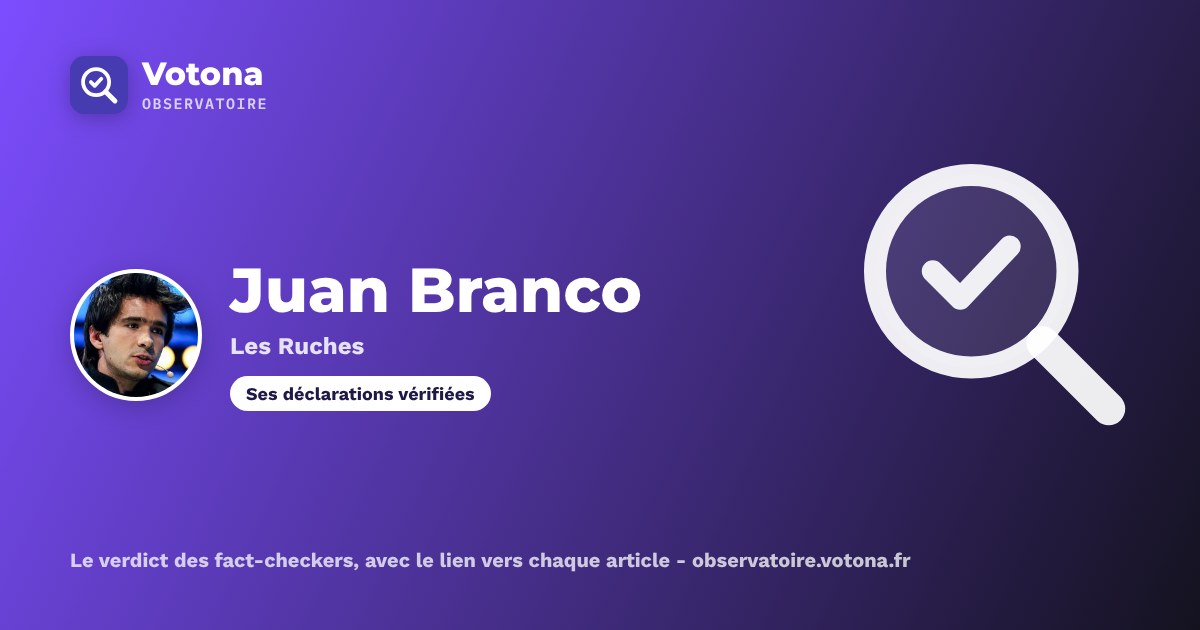 Votona
OBSERVATOIRE
Juan Branco
Les Ruches
Ses déclarations vérifiées
Le verdict des fact-checkers, avec le lien vers chaque article - observatoire.votona.fr